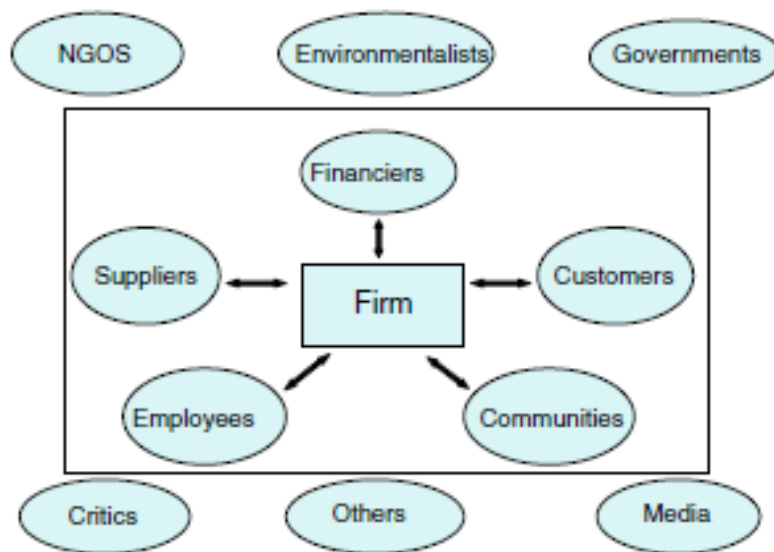 NGOS
Environmentalists
Governments
Financiers
Suppliers
Customers
Firm
Employees
Communities
Critics
Others
Media